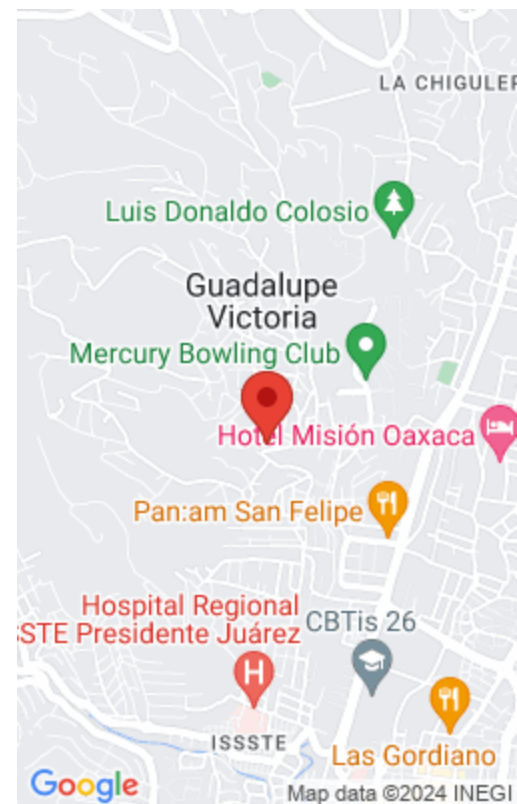 LA CHIGULER
Luis Donaldo Colosio
Guadalupe
Victoria
Mercury Bowling Club
Hotel Misión Oaxaca
Pan:am San Felipe
Hospital Regional
SSTE Presidente Juárez
CBTis 26
H
ISSSTE
Las Gordiano
Google
Map data ©2024 INEGI